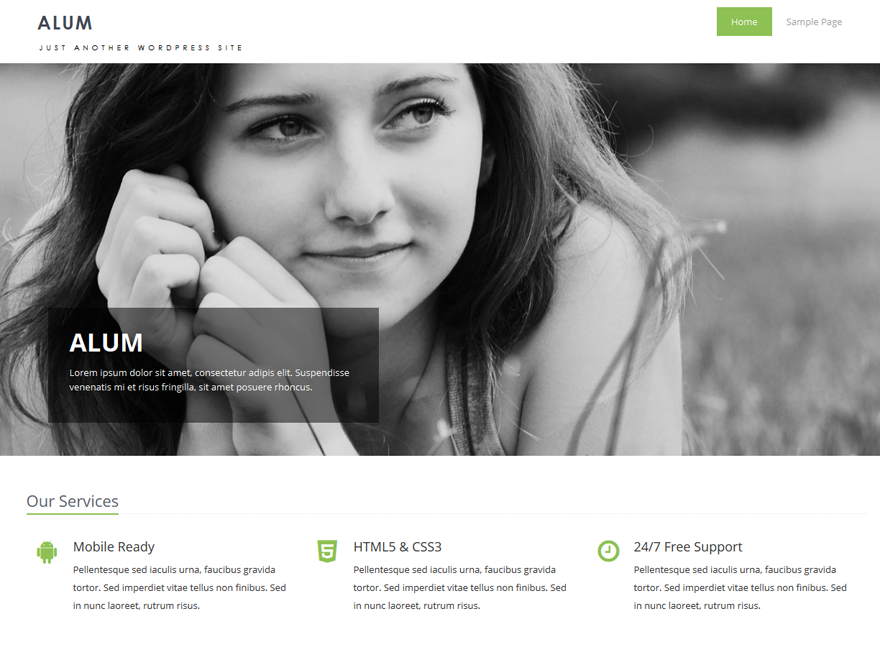 ALUM
JUST ANOTHER WORDPRESS SITE
Home
Sample Page
ALUM
Lorem ipsum dolor sit amet, consectetur adipis elit. Suspendisse
venenatis mi et risus fringilla, sit amet posuere rhoncus.
Our Services
Mobile Ready
Pellentesque sed iaculis urna, faucibus gravida
tortor. Sed imperdiet vitae tellus non finibus. Sed
in nunc laoreet, rutrum risus.
HTML5 & CSS3
Pellentesque sed iaculis urna, faucibus gravida
tortor. Sed imperdiet vitae tellus non finibus. Sed
in nunc laoreet, rutrum risus.
24/7 Free Support
Pellentesque sed iaculis urna, faucibus gravida
tortor. Sed imperdiet vitae tellus non finibus. Sed
in nunc laoreet, rutrum risus.